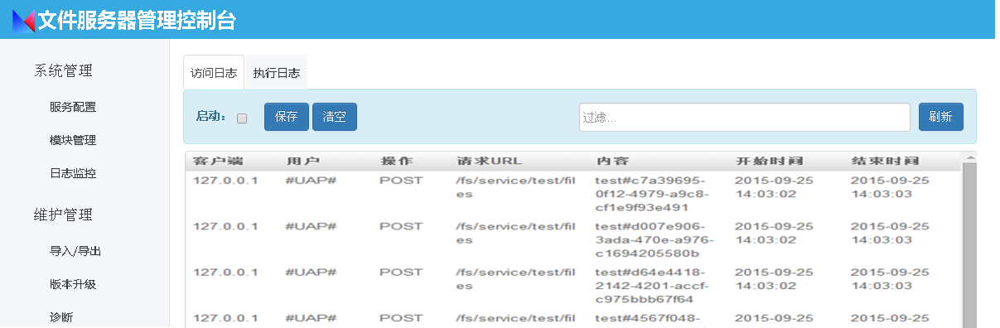 文件服务器管理控制台
系统管理
服务配置
模块管理
日志监控
维护管理
导入/导出
版本升级
诊断
访问日志 执行日志
启动： 保存 清空 过滤... 刷新
客户端 用户 操作 请求URL 内容 开始时间 结束时间
127.0.0.1 #UAP# POST /fs/service/test/fil test#c7a39695- 2015-09-25 2015-09-25
es 0f12-4979-a9c8- 14:03:02 14:03:03
cf1e9f93e491
127.0.0.1 #UAP# POST /fs/service/test/fil test#d007e906- 2015-09-25 2015-09-25
es 3ada-470e-a976- 14:03:02 14:03:03
c1694205580b
127.0.0.1 #UAP# POST /fs/service/test/fil test#d64e4418- 2015-09-25 2015-09-25
es 2142-4201-accf- 14:03:02 14:03:03
c975bbb67f64
127.0.0.1 #UAP# POST /fs/service/test/fil test#4567f048- 2015-09-25 2015-09-25